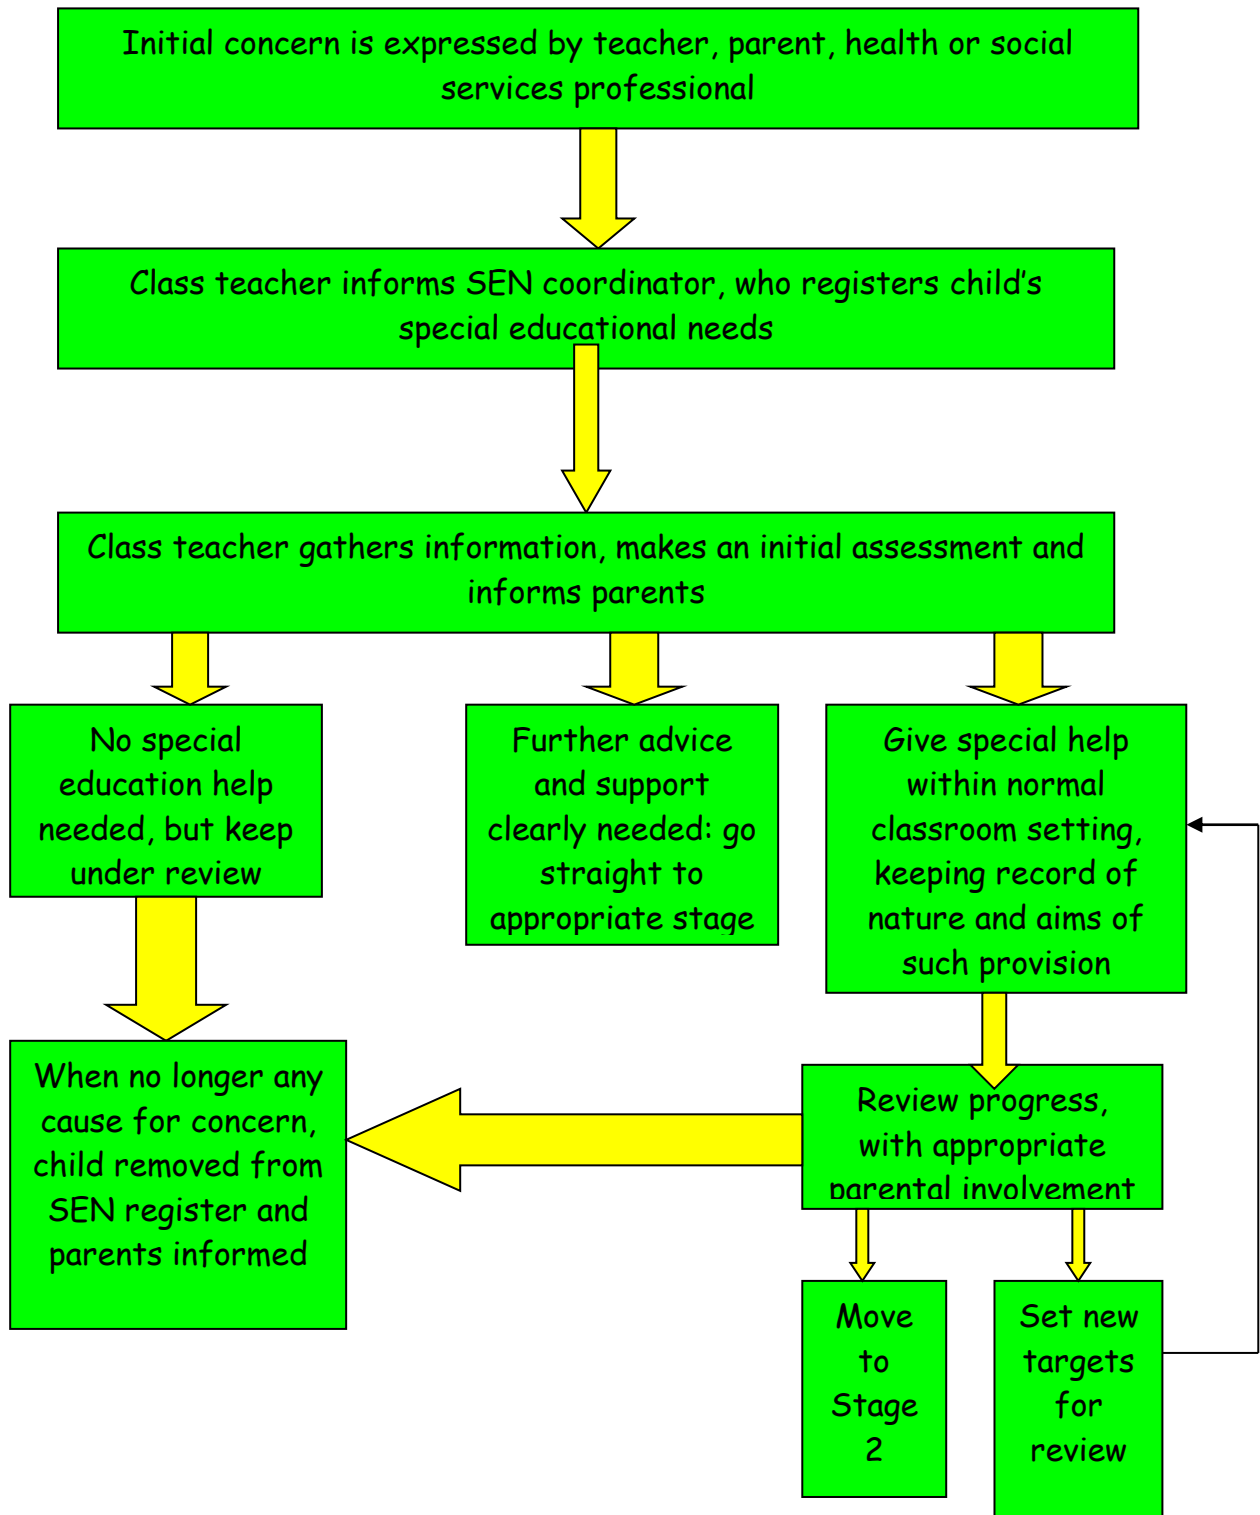 Initial concern is expressed by teacher, parent, health or social
services professional
Class teacher informs SEN coordinator, who registers child's
special educational needs
Class teacher gathers information, makes an initial assessment and
informs parents
No special
education help
needed, but keep
under review
Further advice
and support
clearly needed: go
straight to
appropriate stage
Give special help
within normal
classroom setting,
keeping record of
nature and aims of
such provision
When no longer any
cause for concern,
child removed from
SEN register and
parents informed
Review progress,
with appropriate
parental involvement
Move
to
Stage
2
Set new
targets
for
review